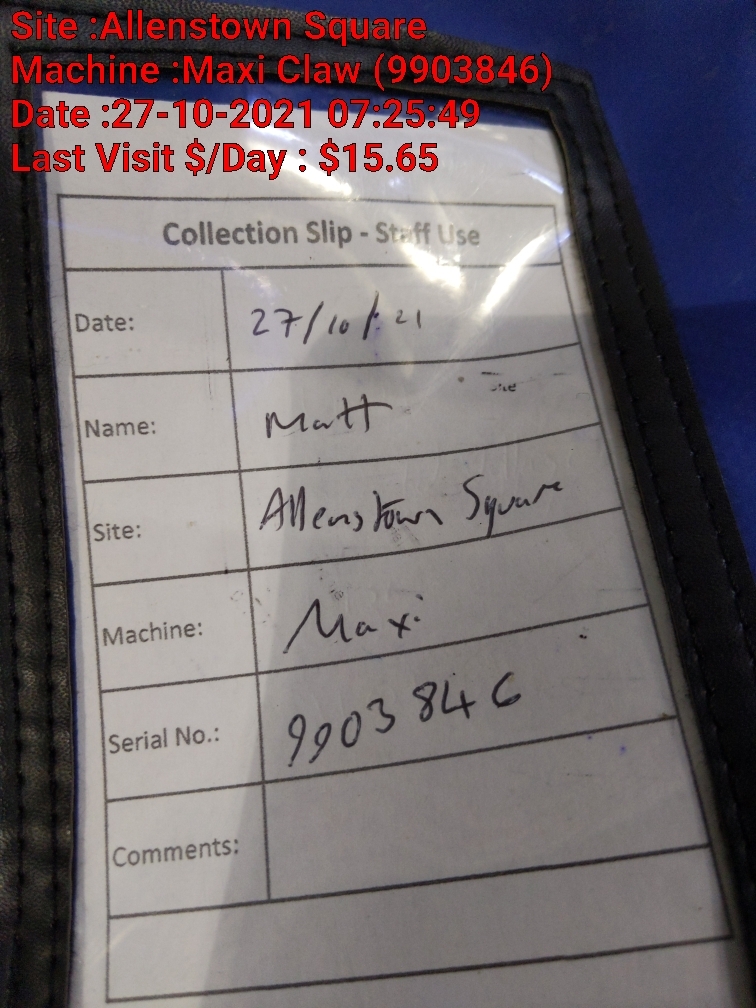 Site :Allenstown Square
Machine :Maxi Claw (9903846)
Date :27-10-2021 07:25:49
Last Visit $/Day : $15.65
Collection Slip - Staff Use
Date: 27/10/21
Name: Matt
Site: Allenstown Square
Machine: Maxi
Serial No.: 9903846
Comments: